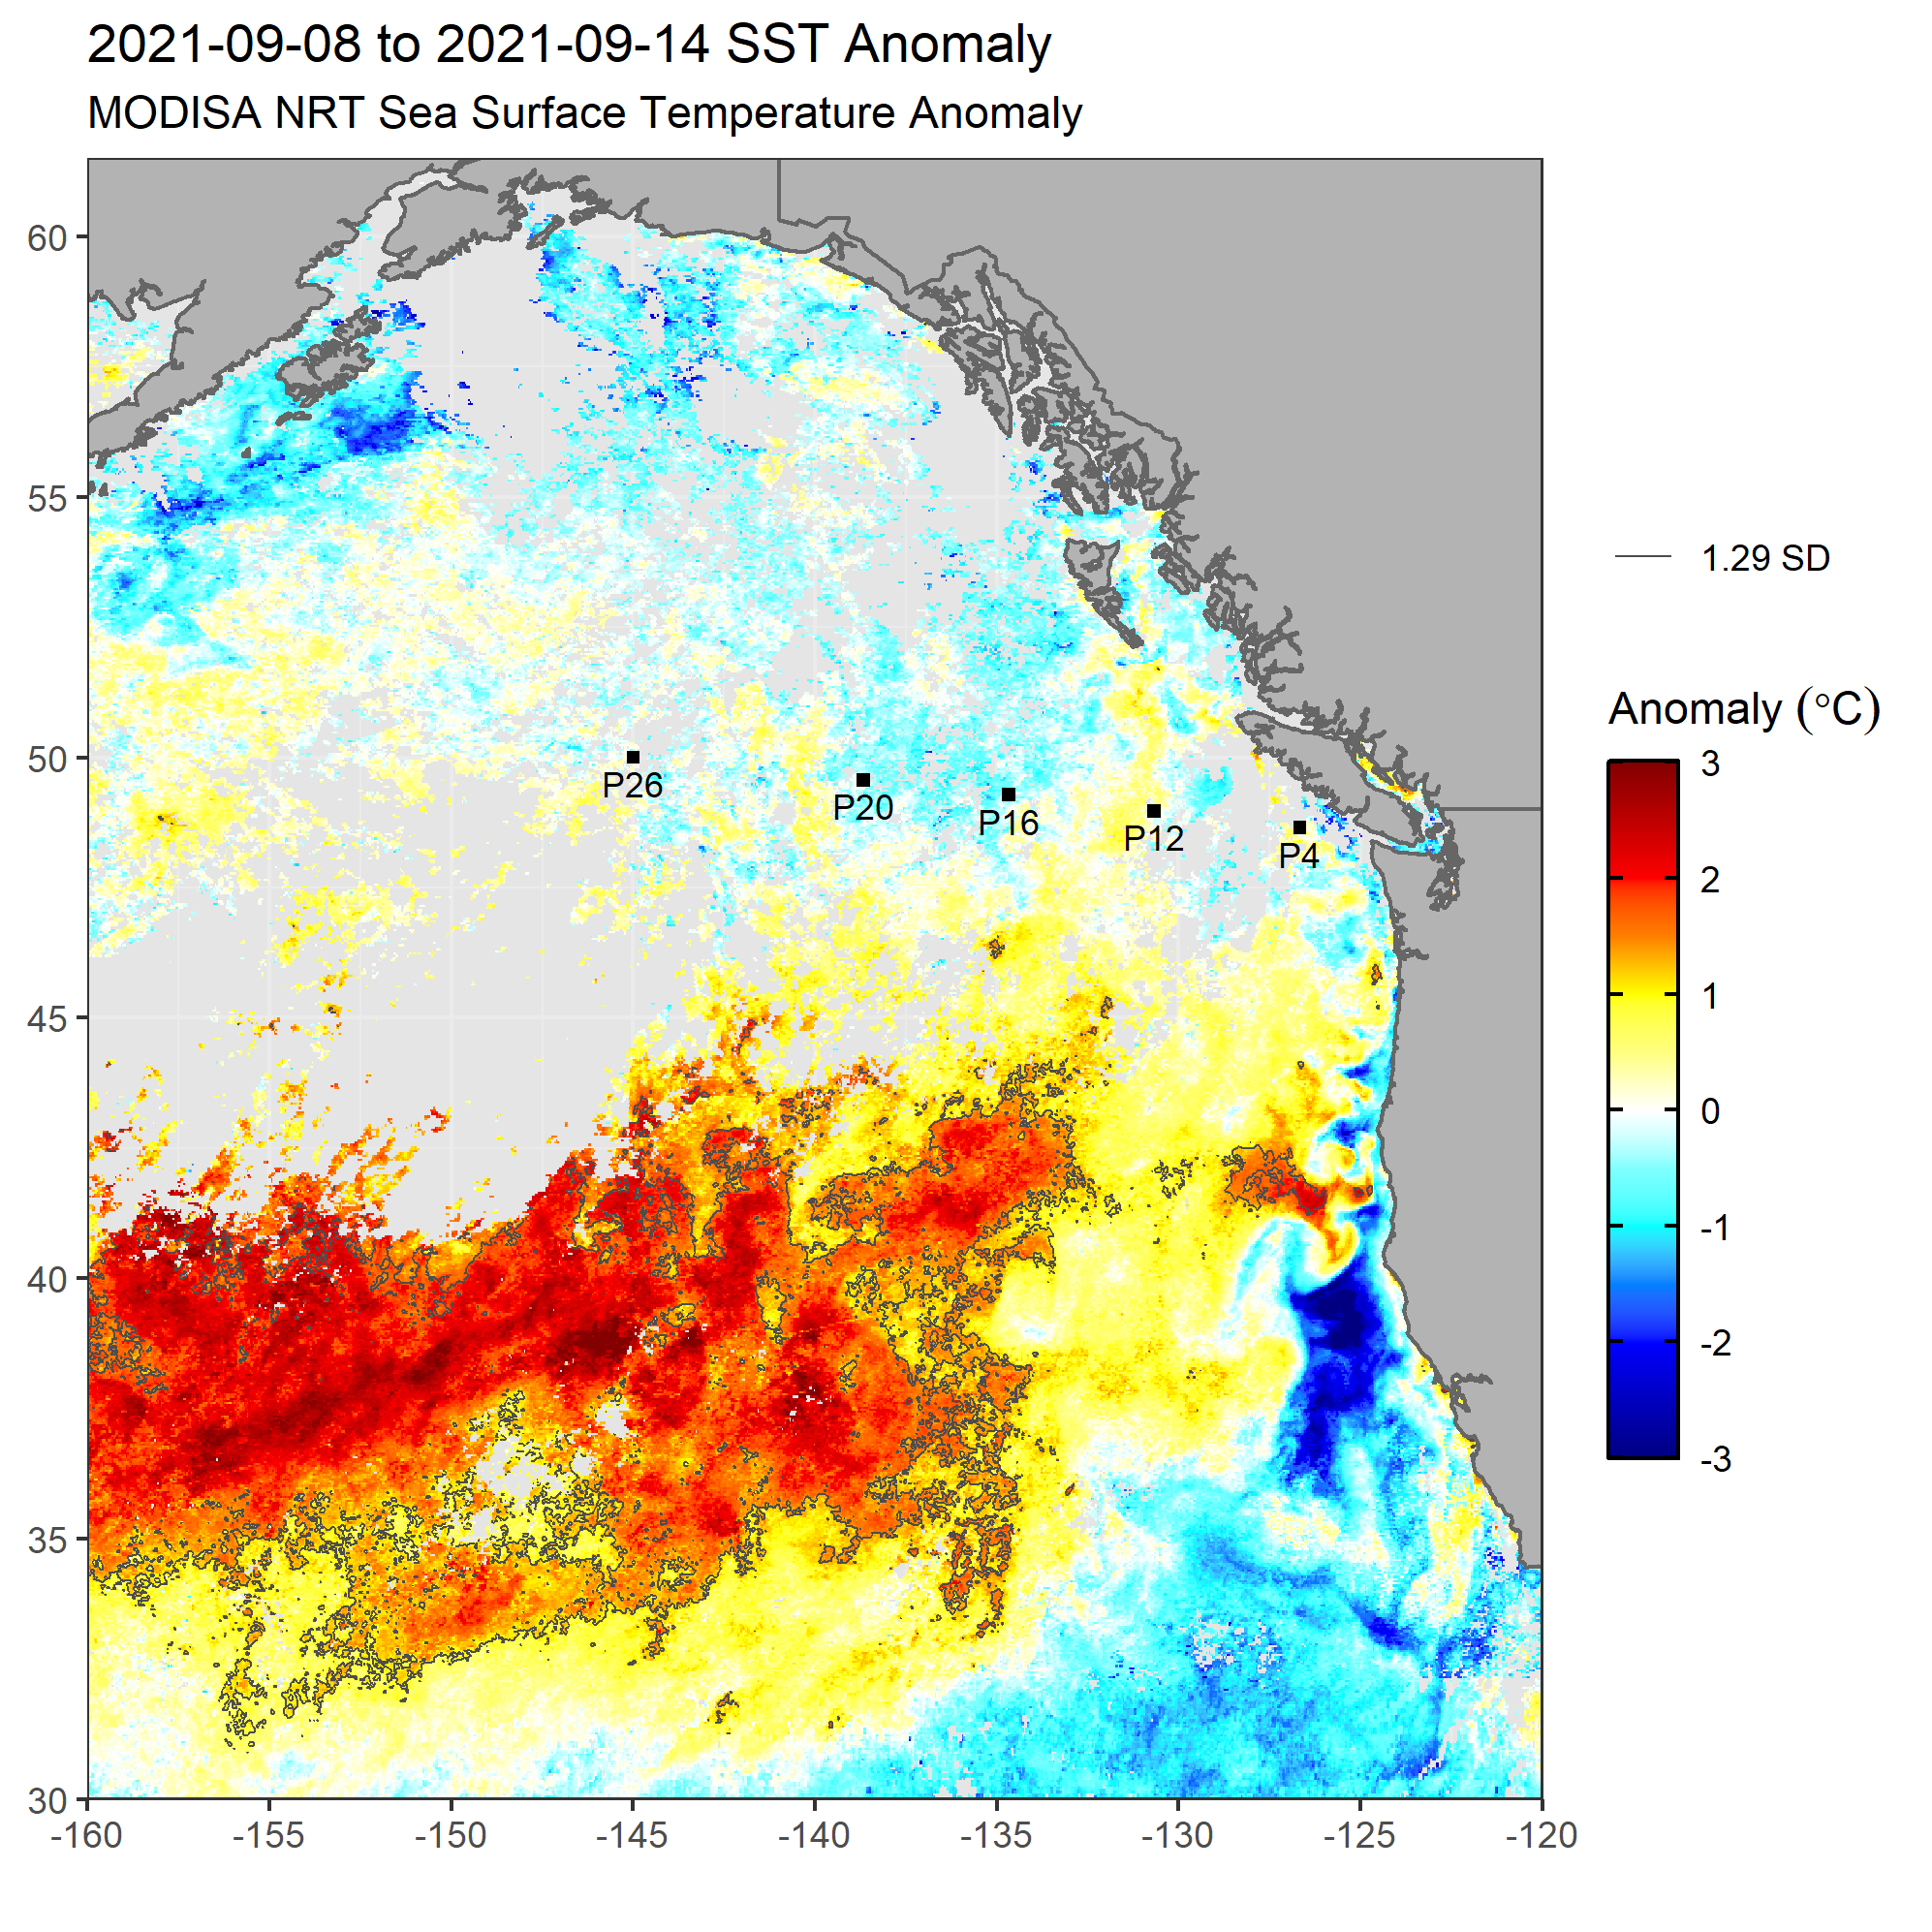 2021-09-08 to 2021-09-14 SST Anomaly
MODISA NRT Sea Surface Temperature Anomaly
60
55
50
45
40
35
30
-160
-155
-150
-145
-140
-135
-130
-125
-120
P26
P20
P16
P12
P4
1.29 SD
Anomaly (°C)
3
2
1
0
-1
-2
-3